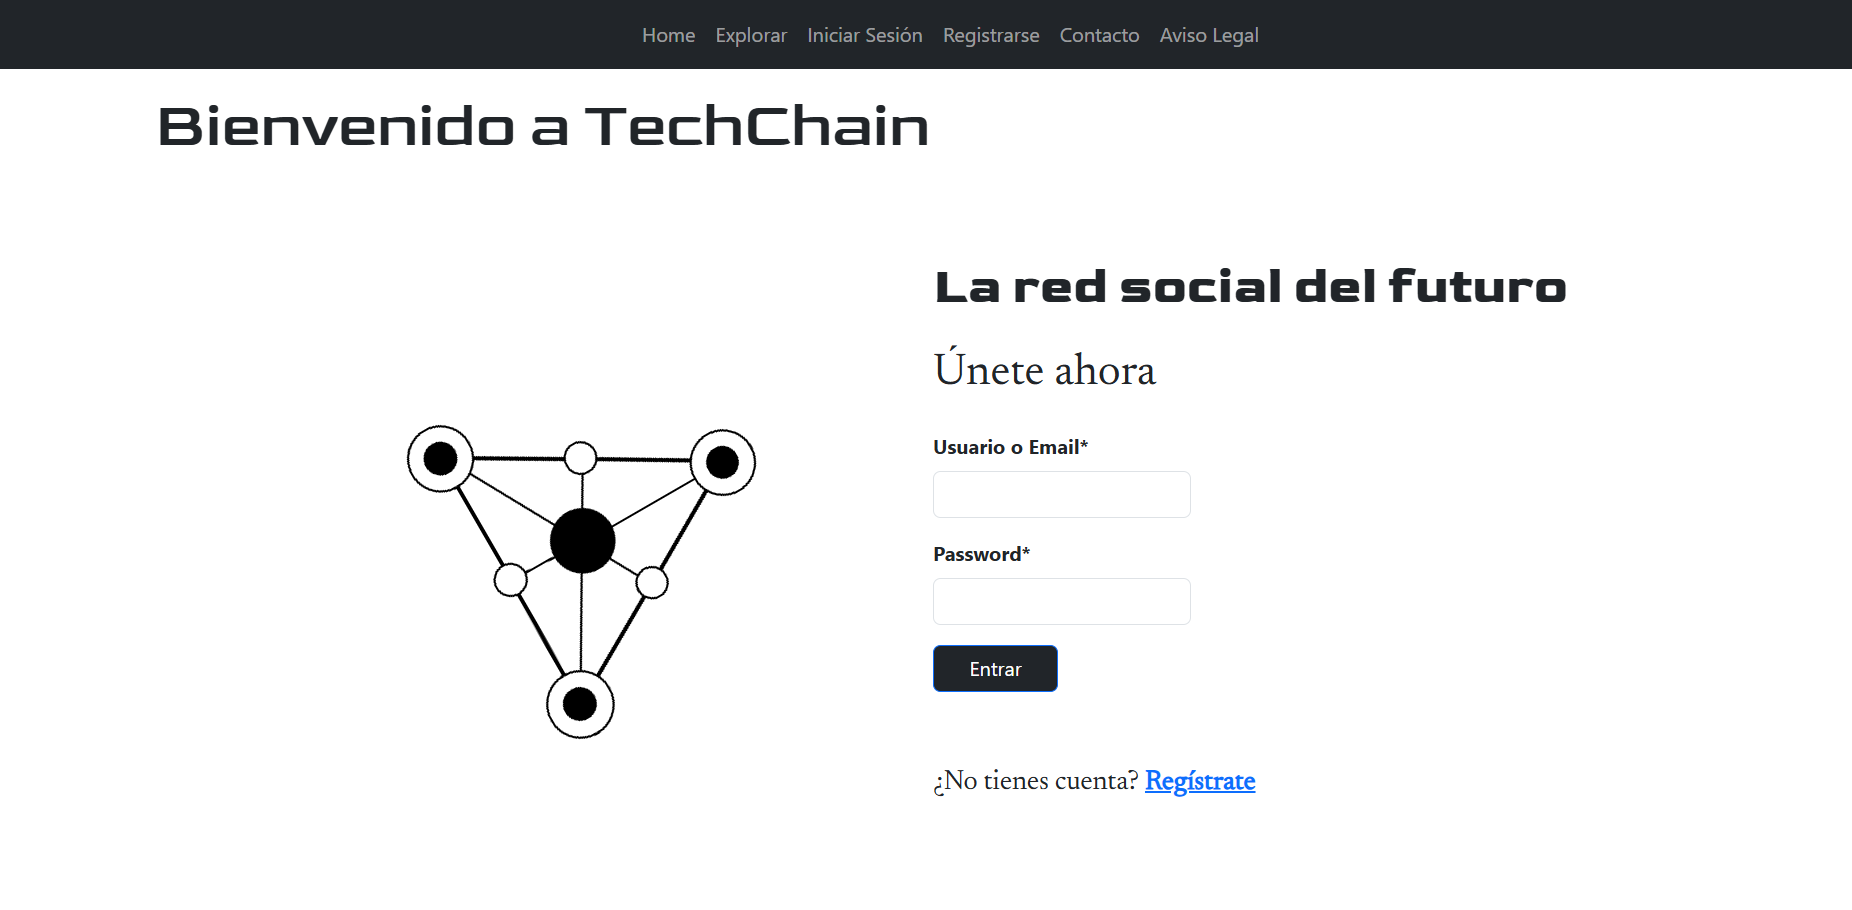 Home Explorar Iniciar Sesión Registrarse Contacto Aviso Legal
Bienvenido a TechChain
La red social del futuro
Únete ahora
Usuario o Email*
Password*
Entrar
¿No tienes cuenta? Regístrate